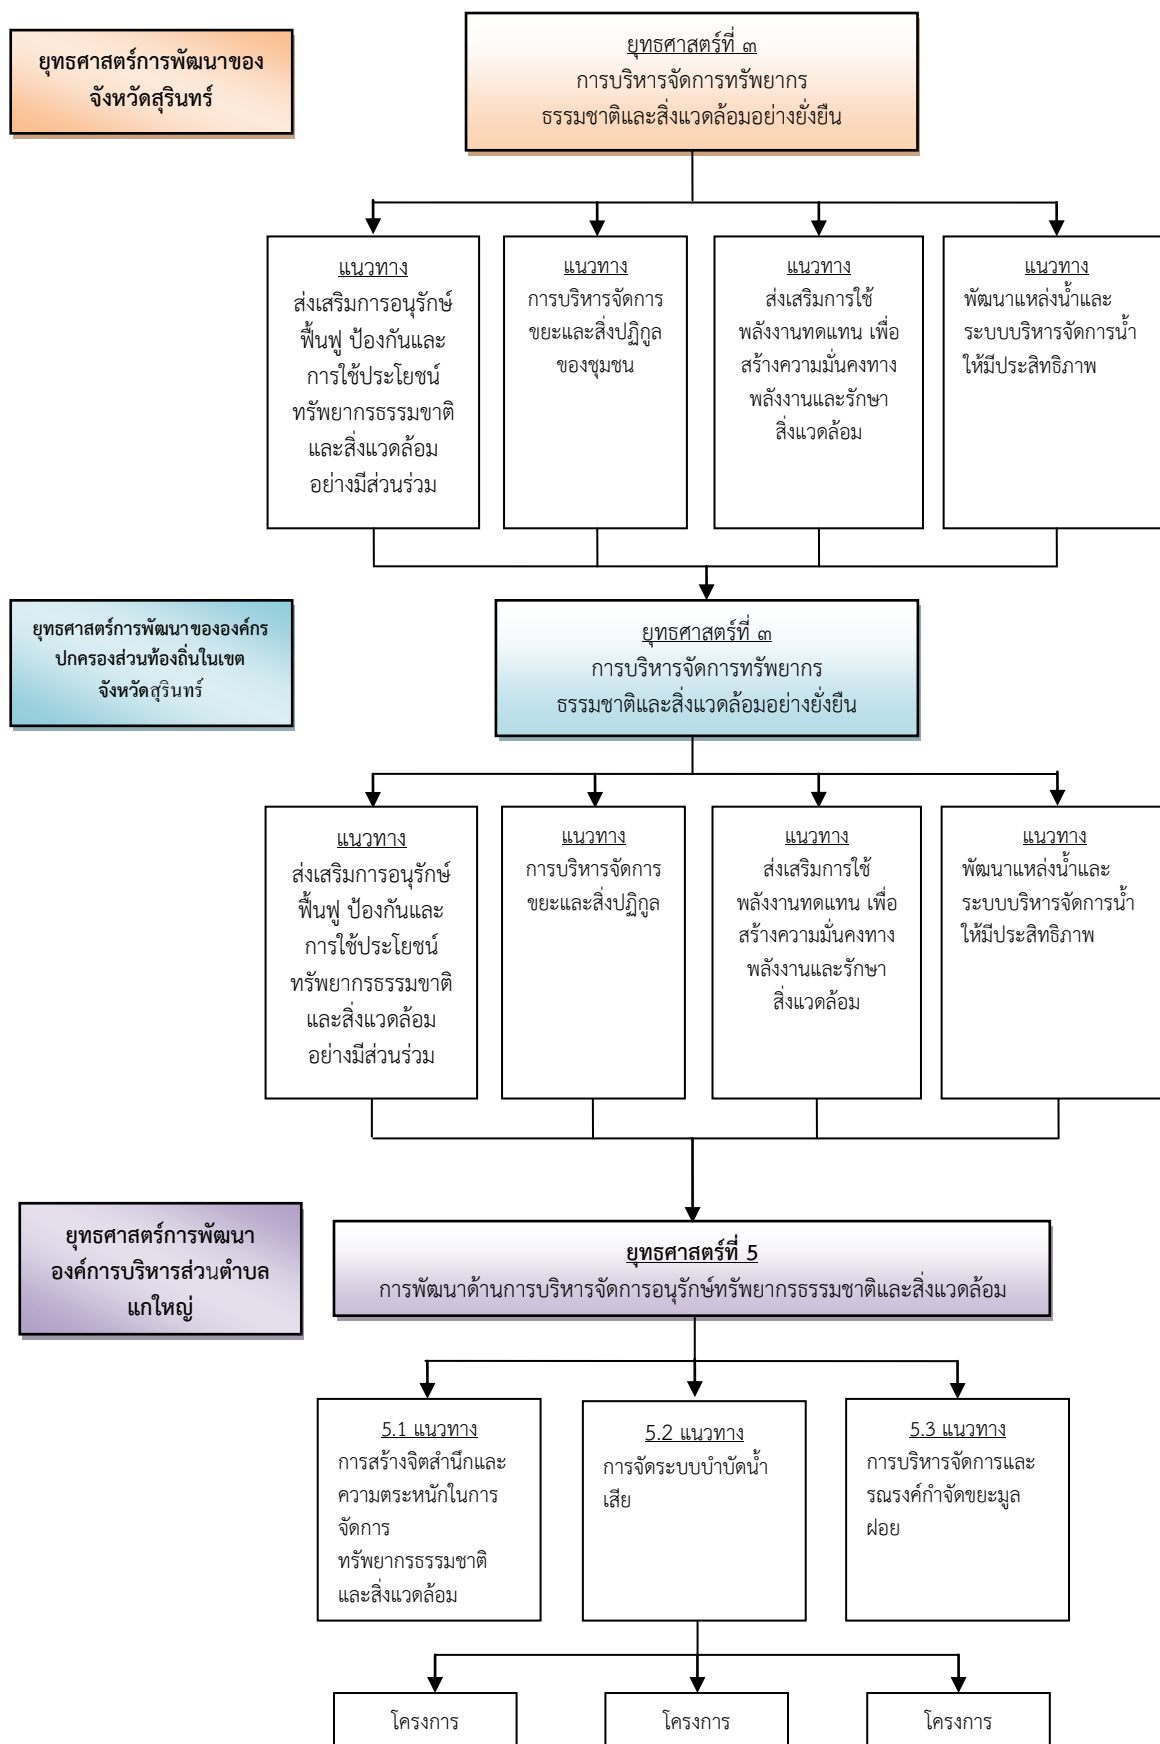 ยุทธศาสตร์การพัฒนาของ
จังหวัดสุรินทร์
ยุทธศาสตร์ที่ ๓
การบริหารจัดการทรัพยากร
ธรรมชาติและสิ่งแวดล้อมอย่างยั่งยืน
แนวทาง
ส่งเสริมการอนุรักษ์
ฟื้นฟู ป้องกันและ
การใช้ประโยชน์
ทรัพยากรธรรมขาติ
และสิ่งแวดล้อม
อย่างมีส่วนร่วม
แนวทาง
การบริหารจัดการ
ขยะและสิ่งปฏิกูล
ของชุมชน
แนวทาง
ส่งเสริมการใช้
พลังงานทดแทน เพื่อ
สร้างความมั่นคงทาง
พลังงานและรักษา
สิ่งแวดล้อม
แนวทาง
พัฒนาแหล่งน้ำและ
ระบบบริหารจัดการน้ำ
ให้มีประสิทธิภาพ
ยุทธศาสตร์การพัฒนาขององค์กร
ปกครองส่วนท้องถิ่นในเขต
จังหวัดสุรินทร์
ยุทธศาสตร์ที่ ๓
การบริหารจัดการทรัพยากร
ธรรมชาติและสิ่งแวดล้อมอย่างยั่งยืน
แนวทาง
ส่งเสริมการอนุรักษ์
ฟื้นฟู ป้องกันและ
การใช้ประโยชน์
ทรัพยากรธรรมขาติ
และสิ่งแวดล้อม
อย่างมีส่วนร่วม
แนวทาง
การบริหารจัดการ
ขยะและสิ่งปฏิกูล
แนวทาง
ส่งเสริมการใช้
พลังงานทดแทน เพื่อ
สร้างความมั่นคงทาง
พลังงานและรักษา
สิ่งแวดล้อม
แนวทาง
พัฒนาแหล่งน้ำและ
ระบบบริหารจัดการน้ำ
ให้มีประสิทธิภาพ
ยุทธศาสตร์การพัฒนา
องค์การบริหารส่วนตำบล
แกใหญ่
ยุทธศาสตร์ที่ 5
การพัฒนาด้านการบริหารจัดการอนุรักษ์ทรัพยากรธรรมชาติและสิ่งแวดล้อม
5.1 แนวทาง
การสร้างจิตสำนึกและ
ความตระหนักในการ
จัดการ
ทรัพยากรธรรมชาติ
และสิ่งแวดล้อม
5.2 แนวทาง
การจัดระบบบำบัดน้ำ
เสีย
5.3 แนวทาง
การบริหารจัดการและ
รณรงค์กำจัดขยะมูล
ฝอย
โครงการ
โครงการ
โครงการ